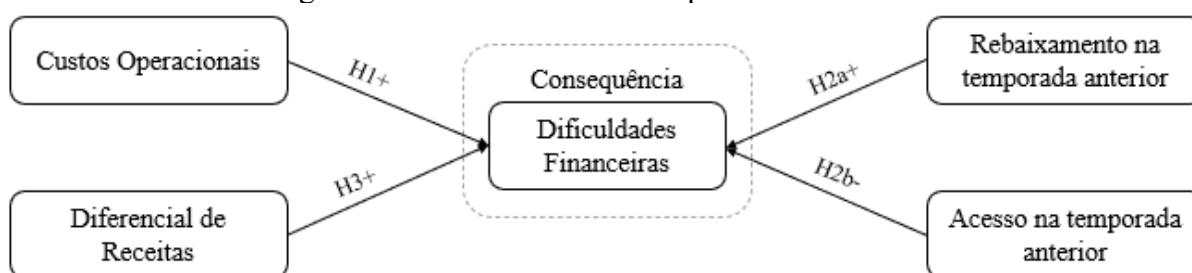 Custos Operacionais
H1+
Consequência
Dificuldades
Financeiras
H2a+
Rebaixamento na
temporada anterior
H3+
Diferencial de
Receitas
H2b-
Acesso na temporada
anterior